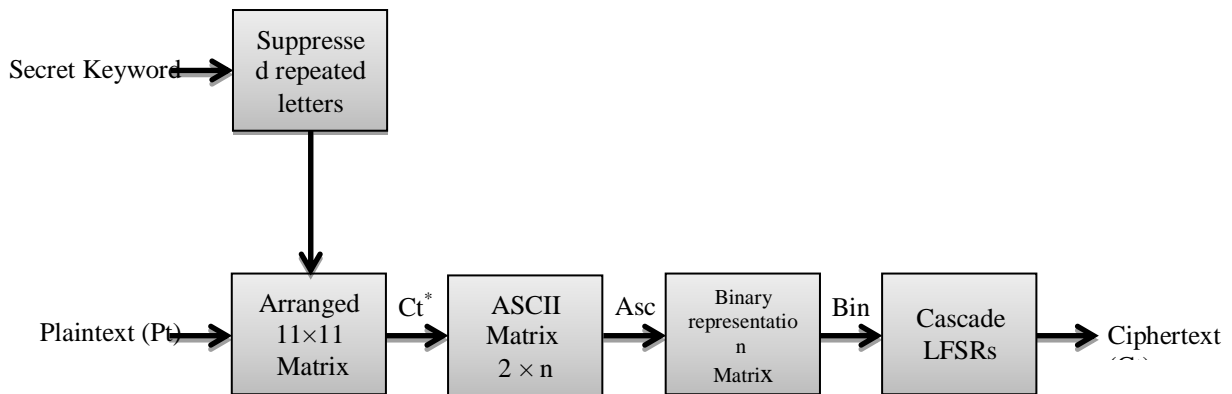 Suppresse
d repeated
letters
Secret Keyword
Plaintext (Pt)
Arranged
11×11
Matrix
Ct*
ASCII
Matrix
2 × n
Asc
Binary
representatio
n
Matrix
Bin
Cascade
LFSRs
Ciphertext